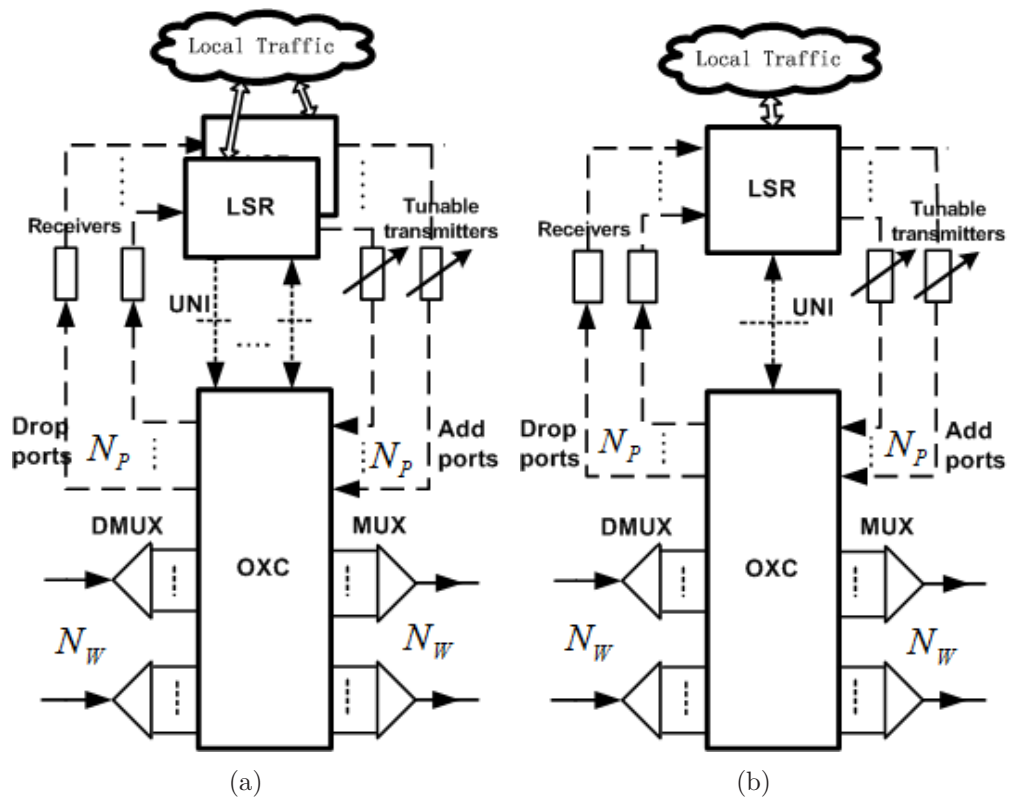 Local Traffic
LSR
Receivers
Tunable
transmitters
UNI
Drop
ports
N_P
N_P
Add
ports
DMUX
MUX
OXC
N_W
N_W
(a)
Local Traffic
LSR
Receivers
Tunable
transmitters
UNI
Drop
ports
N_P
N_P
Add
ports
DMUX
MUX
OXC
N_W
N_W
(b)